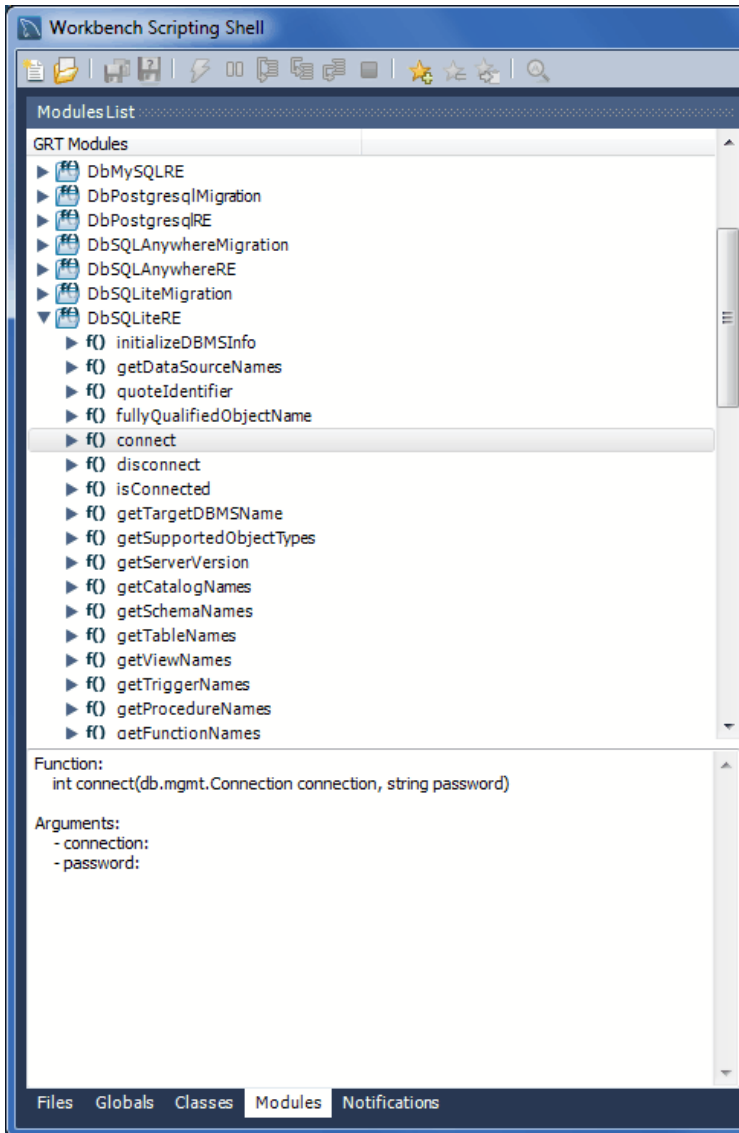 Workbench Scripting Shell
Modules List
GRT Modules
DbMySQLRE
DbPostgresqlMigration
DbPostgresqlRE
DbSQLAnywhereMigration
DbSQLAnywhereRE
DbSQLiteMigration
DbSQLiteRE
f() initializeDBMSInfo
f() getDataSourceNames
f() quoteIdentifier
f() fullyQualifiedObjectName
f() connect
f() disconnect
f() isConnected
f() getTargetDBMSName
f() getSupportedObjectTypes
f() getServerVersion
f() getCatalogNames
f() getSchemaNames
f() getTableNames
f() getViewNames
f() getTriggerNames
f() getProcedureNames
f() getFunctionNames
Function:
int connect(db.mgmt.Connection connection, string password)
Arguments:
- connection:
- password:
Files Globals Classes Modules Notifications